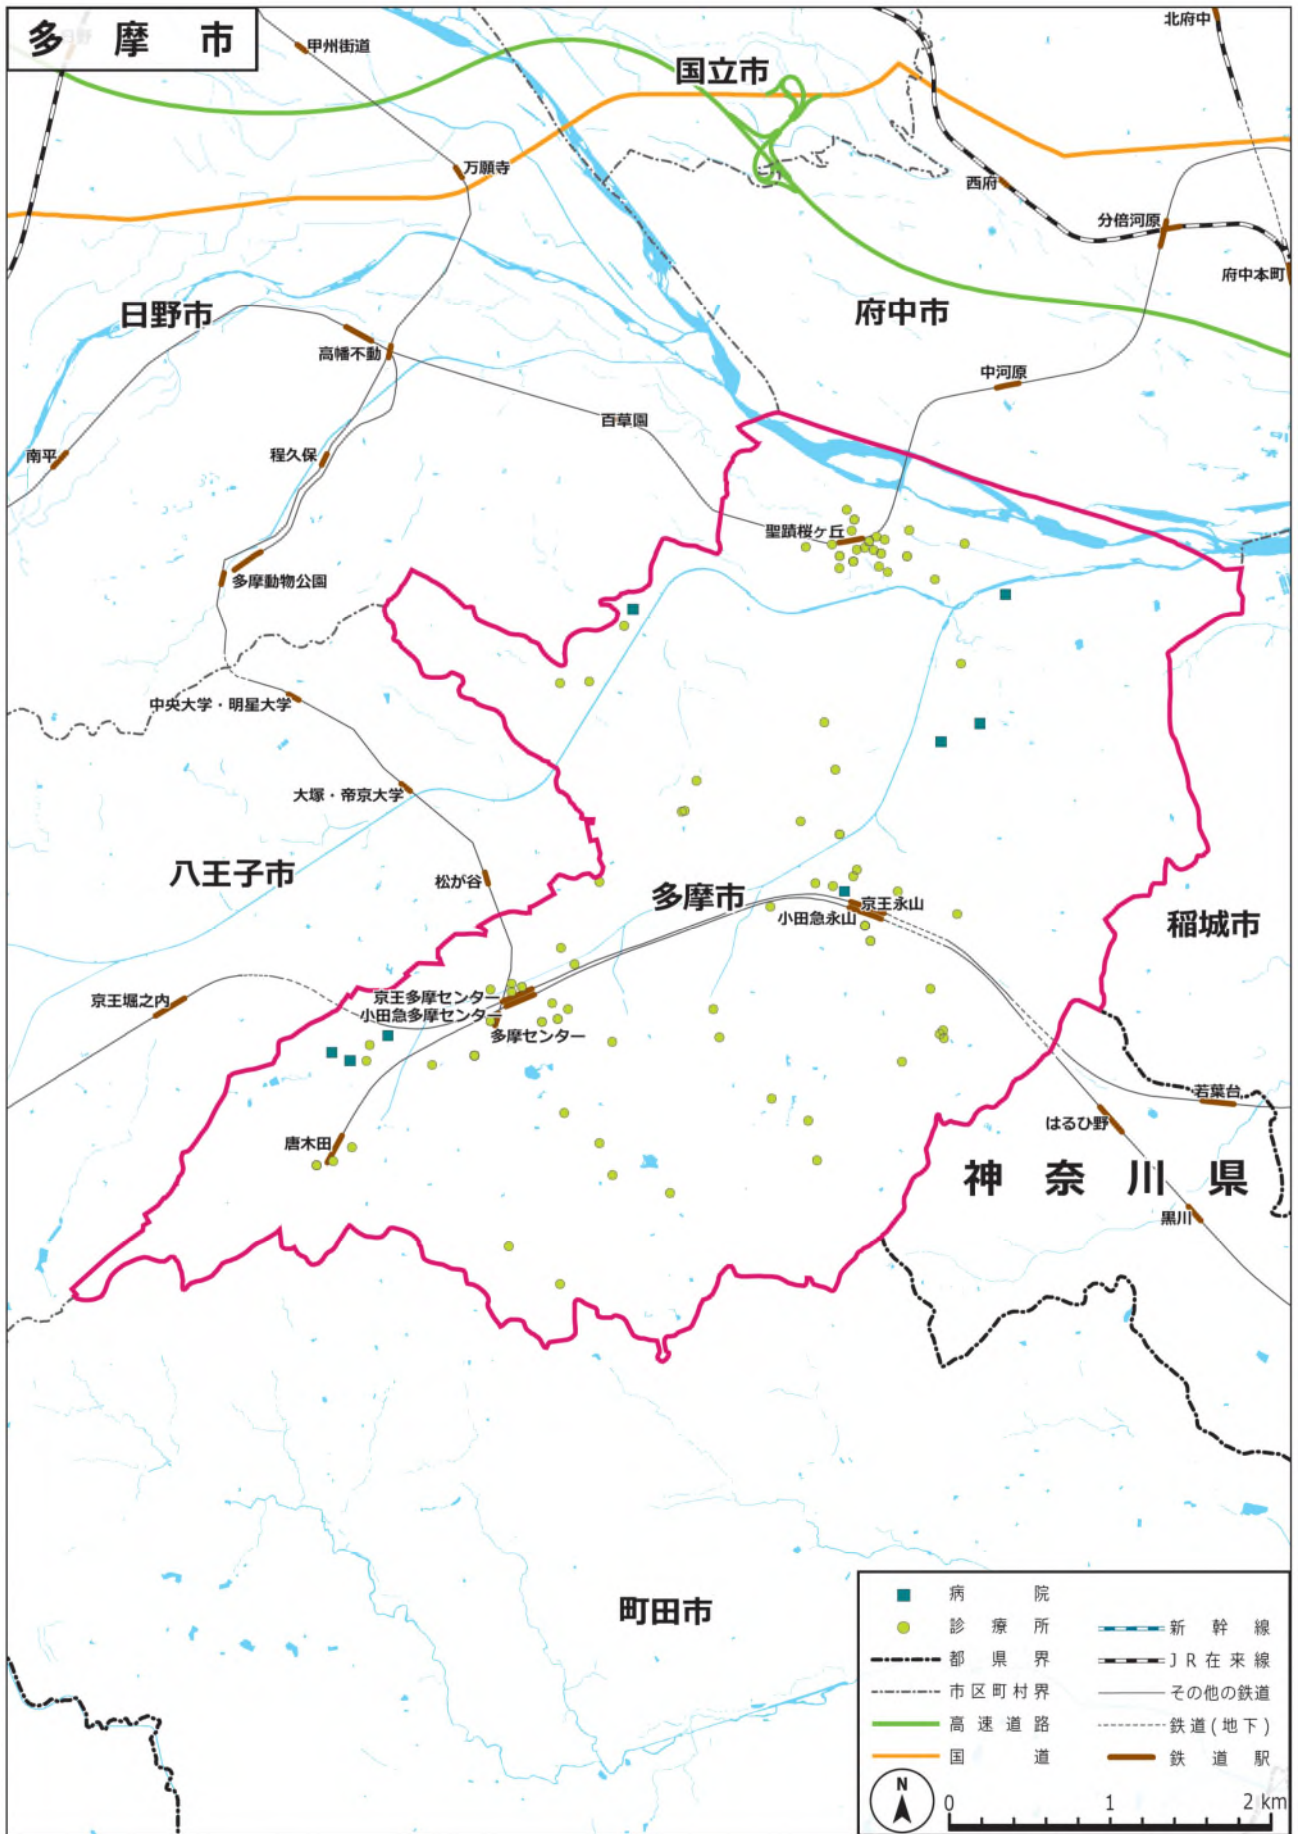 多摩市
日野
甲州街道
国立市
北府中
万願寺
西府
分倍河原
府中本町
日野市
府中市
高幡不動
中河原
百草園
南平
程久保
聖蹟桜ヶ丘
多摩動物公園
中央大学・明星大学
大塚・帝京大学
八王子市
松が谷
多摩市
京王永山
小田急永山
稲城市
京王堀之内
京王多摩センター
小田急多摩センター
多摩センター
若葉台
はるひ野
唐木田
神奈川県
黒川
町田市
病院
診療所
都県界
市区町村界
高速道路
国道
新幹線
JR在来線
その他の鉄道
鉄道(地下)
鉄道駅
N
0 1 2 km